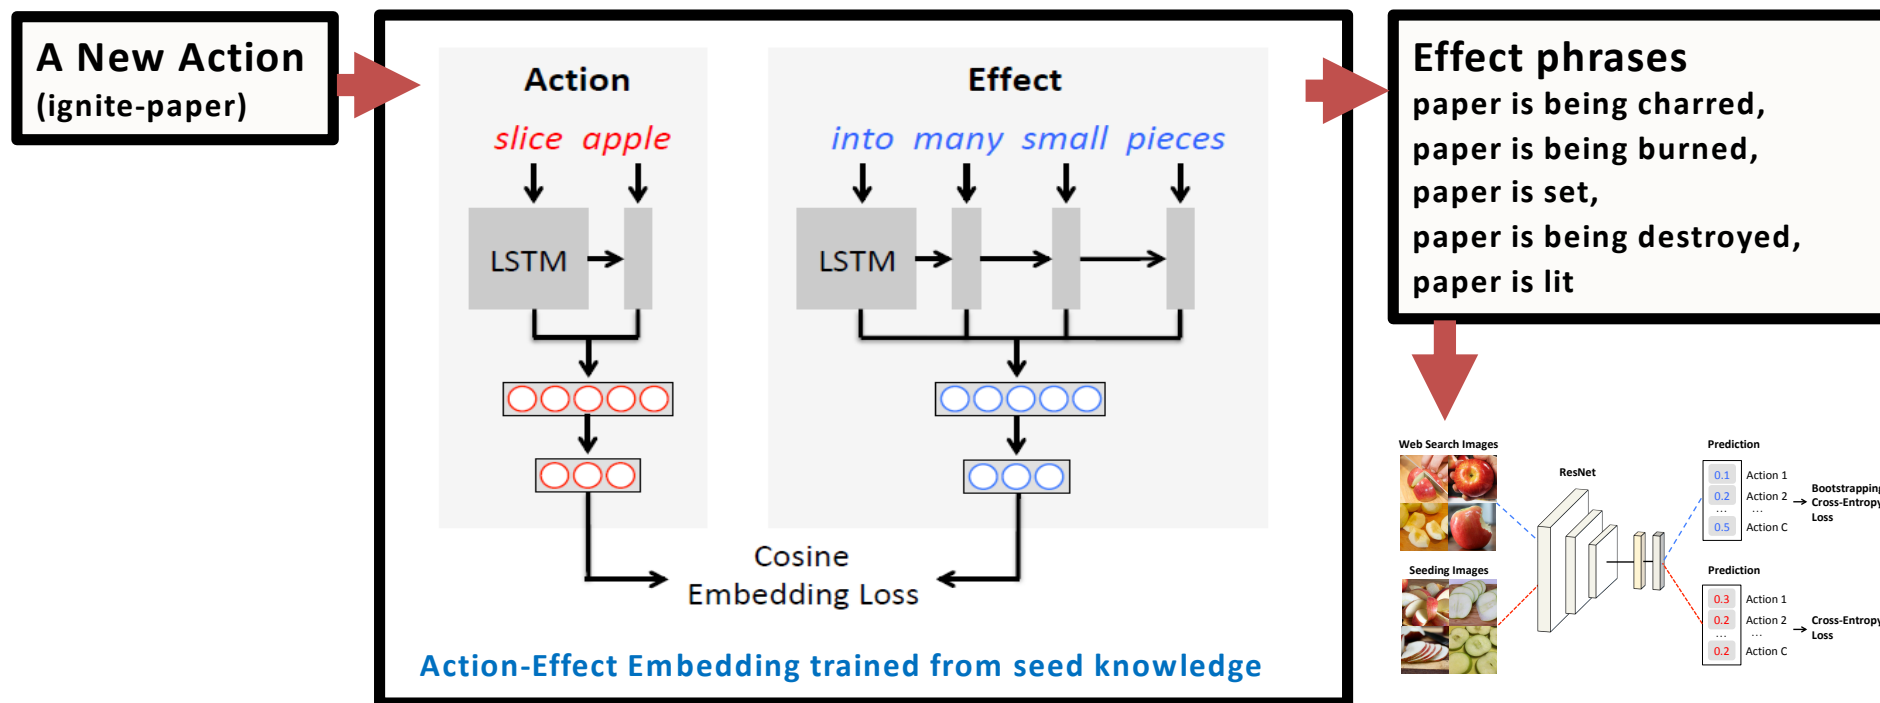 A New Action
(ignite-paper)
Action
slice apple
LSTM
Effect
into many small pieces
LSTM
Cosine
Embedding Loss
Action-Effect Embedding trained from seed knowledge
Effect phrases
paper is being charred,
paper is being burned,
paper is set,
paper is being destroyed,
paper is lit
Web Search Images
Seeding Images
ResNet
Prediction
0.1 Action 1
0.2 Action 2
... ...
0.5 Action C
Bootstrapping
Cross-Entropy
Loss
Prediction
0.3 Action 1
0.2 Action 2
... ...
0.2 Action C
Cross-Entropy
Loss